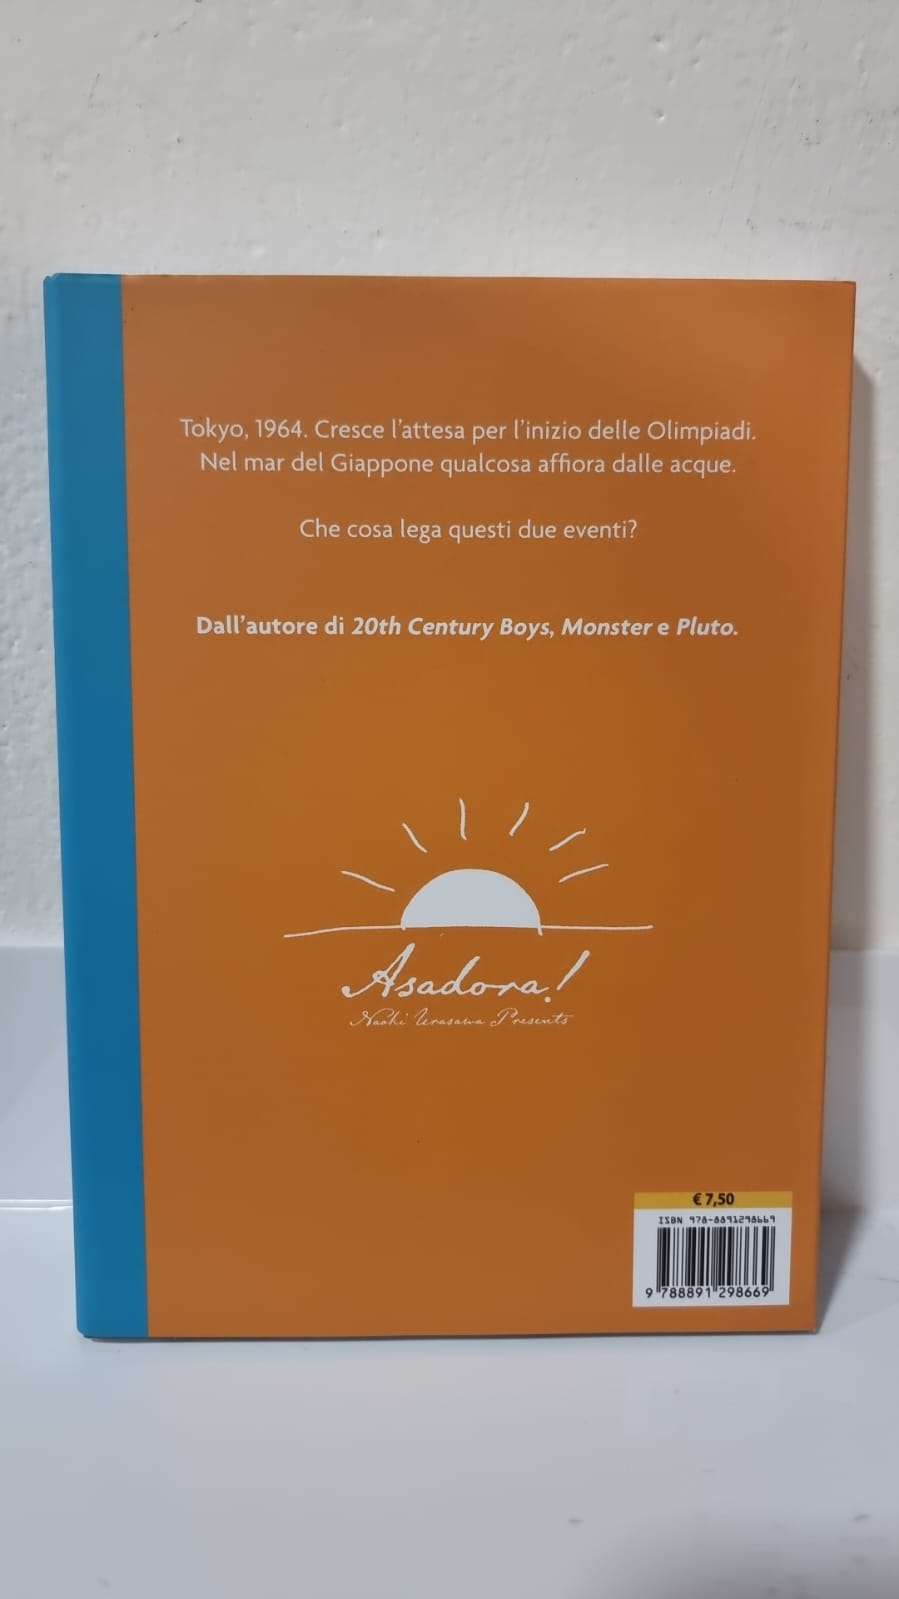 Tokyo, 1964. Cresce l'attesa per l'inizio delle Olimpiadi.
Nel mar del Giappone qualcosa affiora dalle acque.
Che cosa lega questi due eventi?
Dall'autore di 20th Century Boys, Monster e Pluto.
Asadora!
Naoki Urasawa Presents
€ 7,50
ISBN 978-8891298669
9 788891 298669